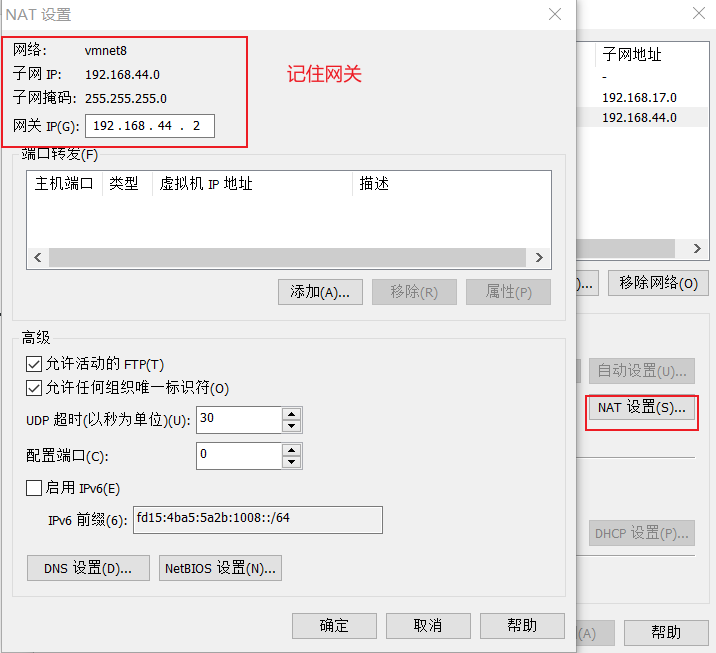 NAT 设置
网络: vmnet8
子网 IP: 192.168.44.0
子网掩码: 255.255.255.0
网关 IP(G): 192 . 168 . 44 . 2
记住网关
端口转发(F)
主机端口 类型 虚拟机 IP 地址 描述
添加(A)... 移除(R) 属性(P)
高级
允许活动的 FTP(T)
允许任何组织唯一标识符(O)
UDP 超时(以秒为单位)(U): 30
配置端口(C): 0
启用 IPv6(E)
IPv6 前缀(6): fd15:4ba5:5a2b:1008::/64
DNS 设置(D)... NetBIOS 设置(N)...
确定 取消 帮助
子网地址
-
192.168.17.0
192.168.44.0
)... 移除网络(O)
自动设置(U)...
NAT 设置(S)...
DHCP 设置(P)...
(A) 帮助